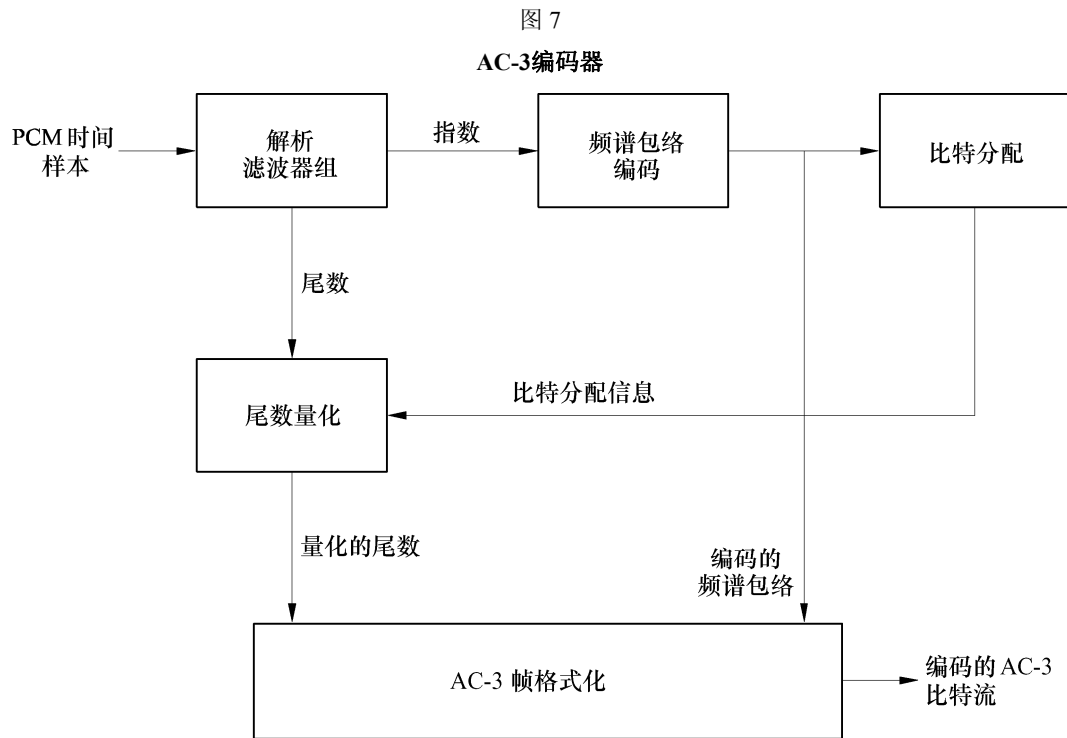 图 7
AC-3编码器
PCM 时间
样本
解析
滤波器组
指数
频谱包络
编码
比特分配
尾数
尾数量化
比特分配信息
量化的尾数
编码的
频谱包络
AC-3 帧格式化
编码的 AC-3
比特流